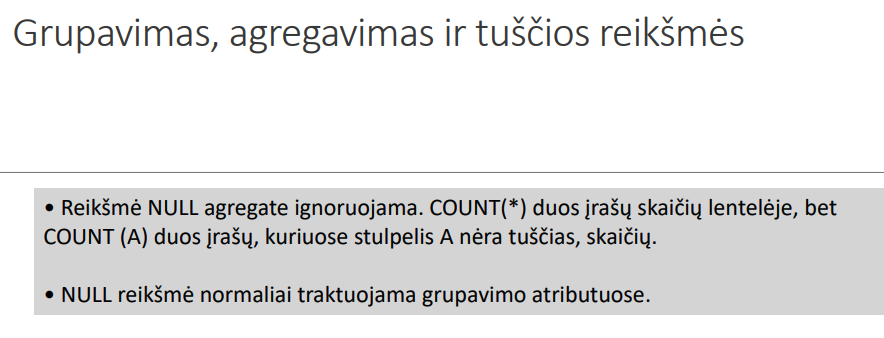 Grupavimas, agregavimas ir tuščios reikšmės
• Reikšmė NULL agregate ignoruojama. COUNT(*) duos įrašų skaičių lentelėje, bet
COUNT (A) duos įrašų, kuriuose stulpelis A nėra tuščias, skaičių.
• NULL reikšmė normaliai traktuojama grupavimo atributuose.